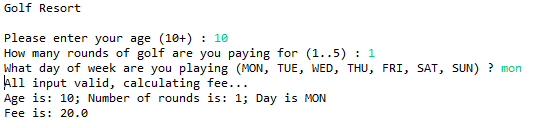 Golf Resort
Please enter your age (10+) : 10
How many rounds of golf are you paying for (1..5) : 1
What day of week are you playing (MON, TUE, WED, THU, FRI, SAT, SUN) ? mon
All input valid, calculating fee...
Age is: 10; Number of rounds is: 1; Day is MON
Fee is: 20.0